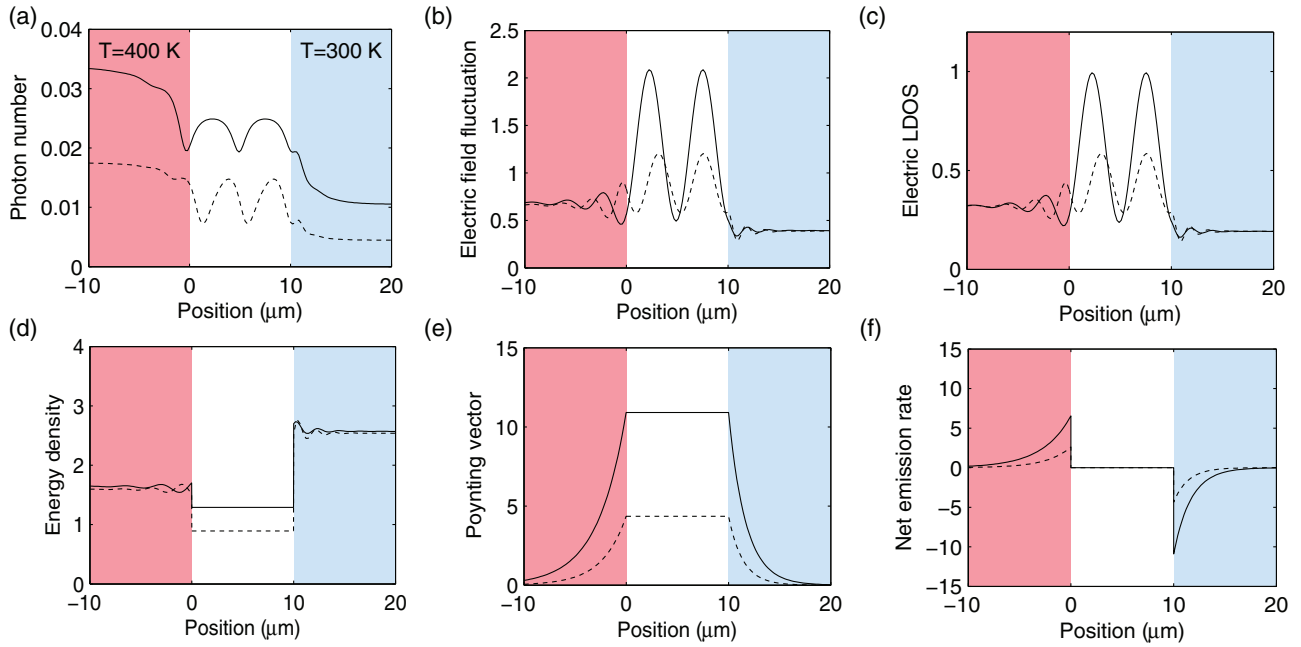 (a)
T=400 K
T=300 K
0.04
0.03
0.02
0.01
0
Photon number
−10
0
10
20
Position (μm)
(b)
2.5
2
1.5
1
0.5
0
Electric field fluctuation
−10
0
10
20
Position (μm)
(c)
1
0.5
0
Electric LDOS
−10
0
10
20
Position (μm)
(d)
4
3
2
1
0
Energy density
−10
0
10
20
Position (μm)
(e)
15
10
5
0
Poynting vector
−10
0
10
20
Position (μm)
(f)
15
10
5
0
−5
−10
−15
Net emission rate
−10
0
10
20
Position (μm)